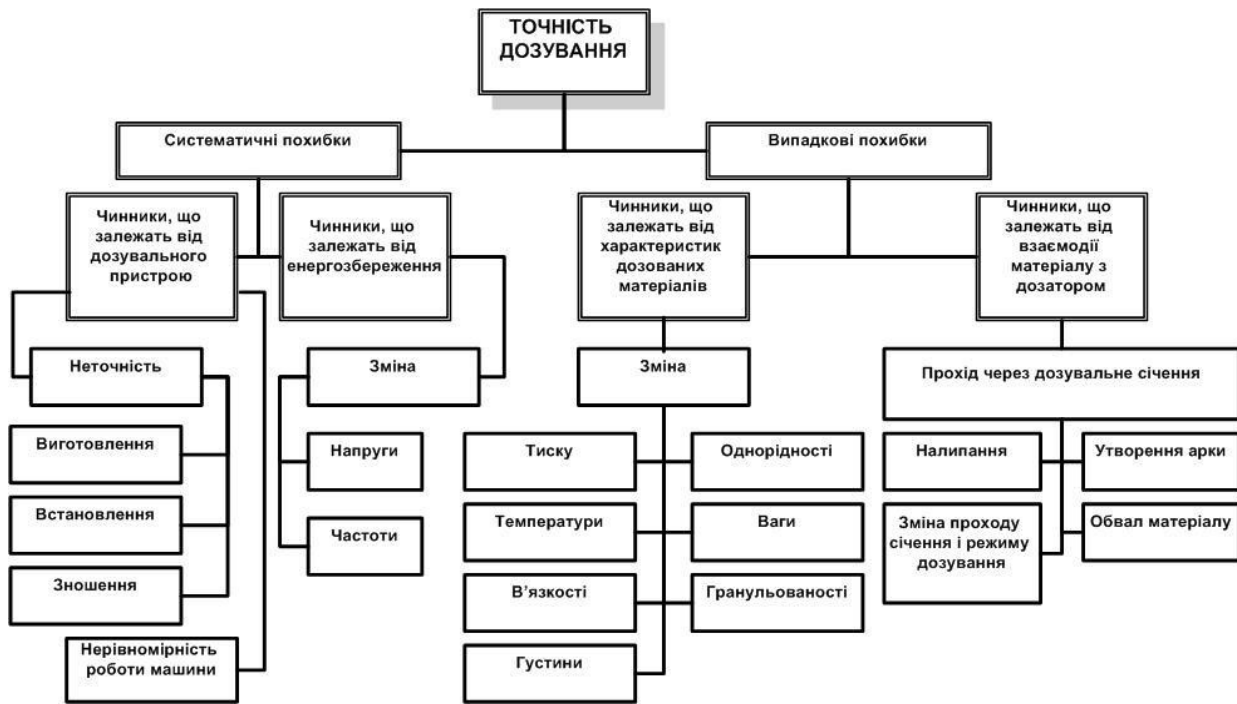 ТОЧНІСТЬ
ДОЗУВАННЯ
Систематичні похибки
Випадкові похибки
Чинники, що
залежать від
дозувального
пристрою
Чинники, що
залежать від
енергозбереження
Чинники, що
залежать від
характеристик
дозованих
матеріалів
Чинники, що
залежать від
взаємодії
матеріалу з
дозатором
Неточність
Зміна
Зміна
Прохід через дозувальне січення
Виготовлення
Напруги
Тиску
Однорідності
Налипання
Утворення арки
Встановлення
Частоти
Температури
Ваги
Зміна проходу
січення і режиму
дозування
Обвал матеріалу
Зношення
В'язкості
Гранульованості
Нерівномірність
роботи машини
Густини